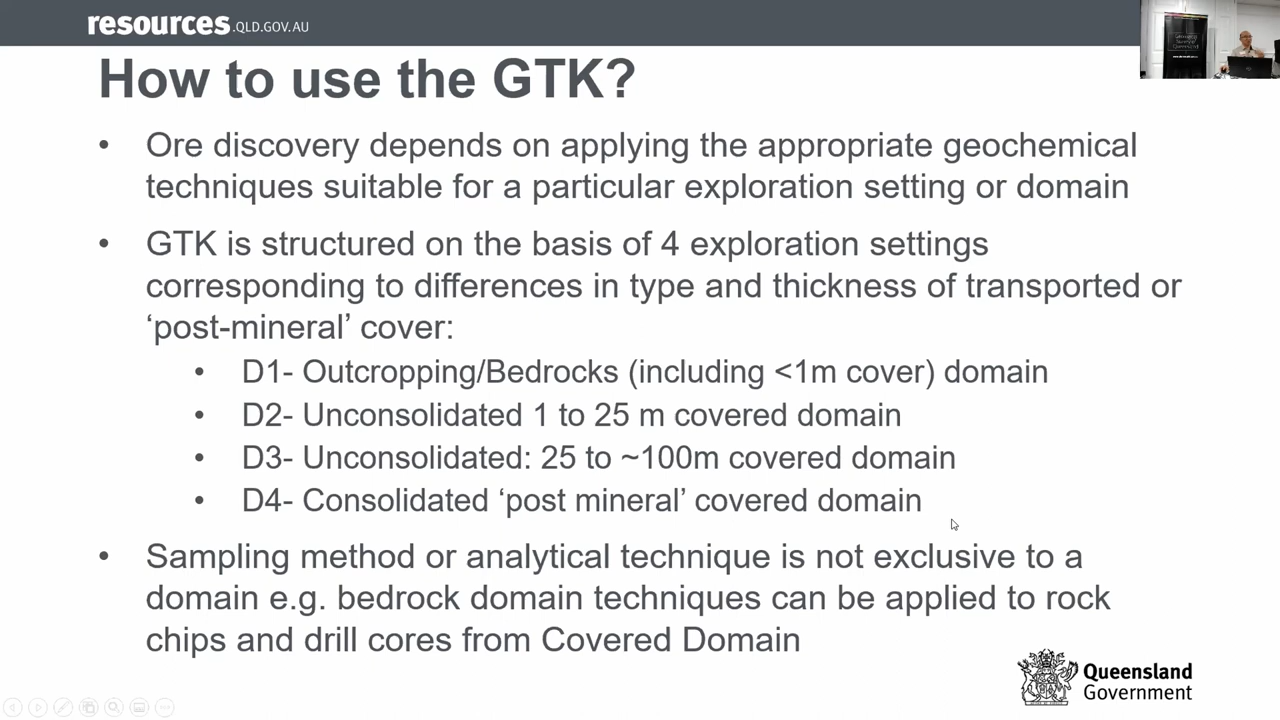 resources.QLD.GOV.AU
How to use the GTK?
• Ore discovery depends on applying the appropriate geochemical
techniques suitable for a particular exploration setting or domain
• GTK is structured on the basis of 4 exploration settings
corresponding to differences in type and thickness of transported or
‘post-mineral’ cover:
• D1- Outcropping/Bedrocks (including <1m cover) domain
• D2- Unconsolidated 1 to 25 m covered domain
• D3- Unconsolidated: 25 to ~100m covered domain
• D4- Consolidated ‘post mineral’ covered domain
• Sampling method or analytical technique is not exclusive to a
domain e.g. bedrock domain techniques can be applied to rock
chips and drill cores from Covered Domain
Queensland
Government